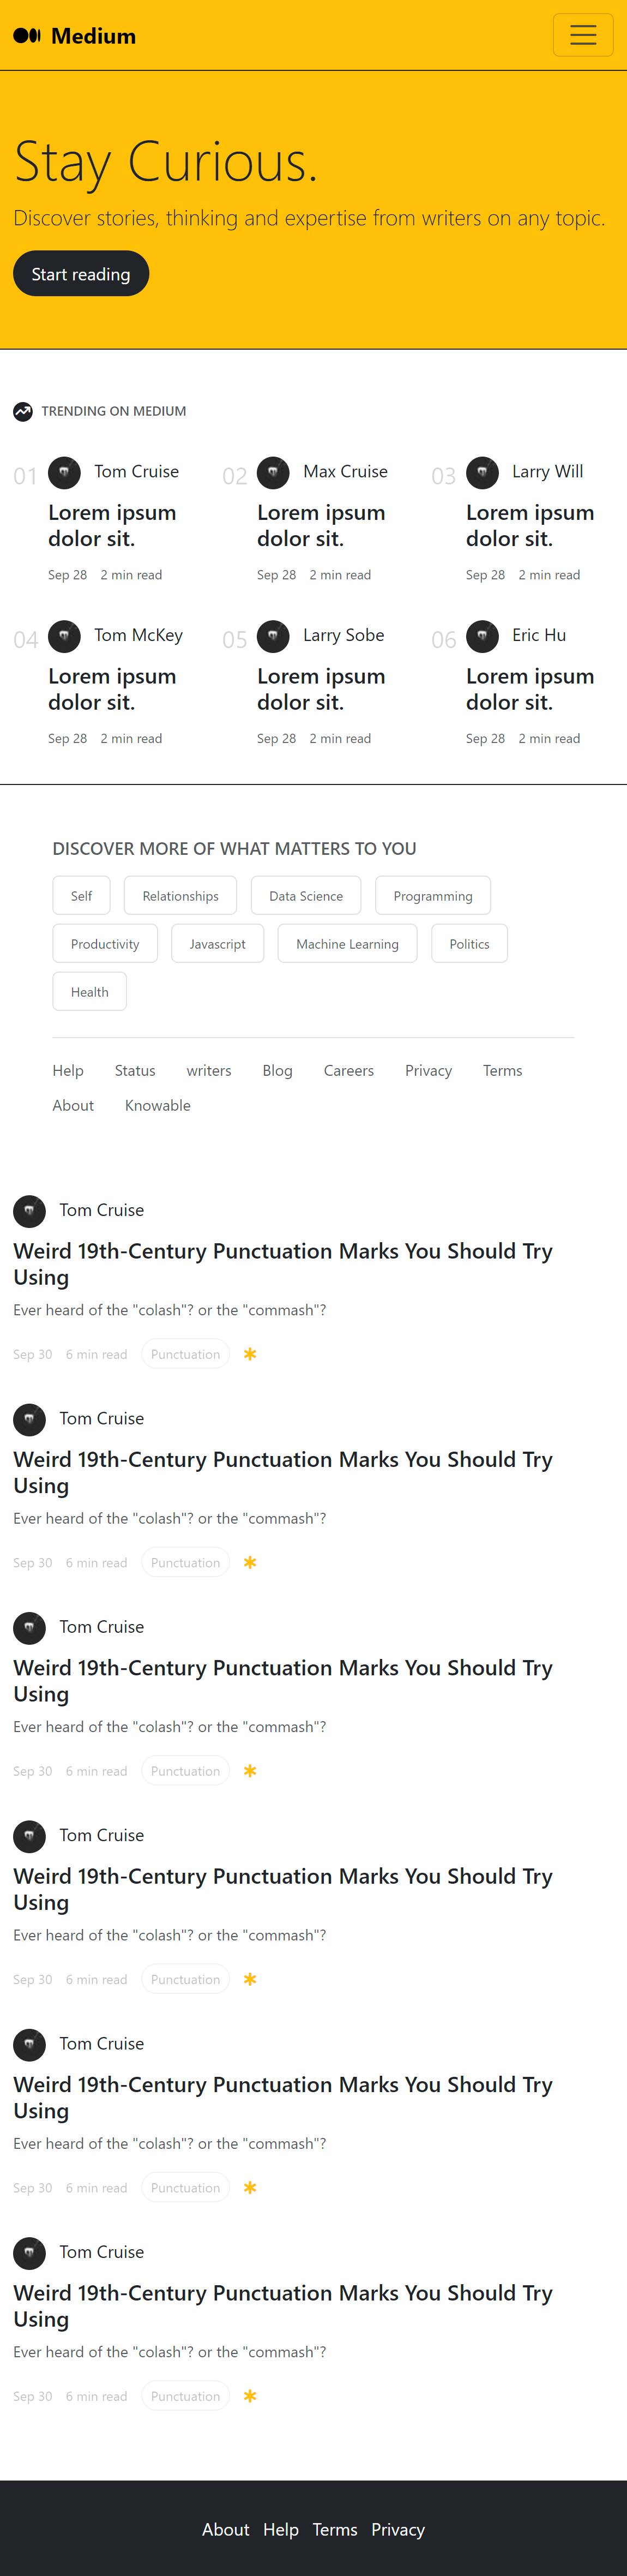 Medium
Stay Curious.
Discover stories, thinking and expertise from writers on any topic.
Start reading
TRENDING ON MEDIUM
01 Tom Cruise
Lorem ipsum
dolor sit.
Sep 28 2 min read
02 Max Cruise
Lorem ipsum
dolor sit.
Sep 28 2 min read
03 Larry Will
Lorem ipsum
dolor sit.
Sep 28 2 min read
04 Tom McKey
Lorem ipsum
dolor sit.
Sep 28 2 min read
05 Larry Sobe
Lorem ipsum
dolor sit.
Sep 28 2 min read
06 Eric Hu
Lorem ipsum
dolor sit.
Sep 28 2 min read
DISCOVER MORE OF WHAT MATTERS TO YOU
Self Relationships Data Science Programming
Productivity Javascript Machine Learning Politics
Health
Help Status writers Blog Careers Privacy Terms
About Knowable
Tom Cruise
Weird 19th-Century Punctuation Marks You Should Try
Using
Ever heard of the "colash"? or the "commash"?
Sep 30 6 min read Punctuation
Tom Cruise
Weird 19th-Century Punctuation Marks You Should Try
Using
Ever heard of the "colash"? or the "commash"?
Sep 30 6 min read Punctuation
Tom Cruise
Weird 19th-Century Punctuation Marks You Should Try
Using
Ever heard of the "colash"? or the "commash"?
Sep 30 6 min read Punctuation
Tom Cruise
Weird 19th-Century Punctuation Marks You Should Try
Using
Ever heard of the "colash"? or the "commash"?
Sep 30 6 min read Punctuation
Tom Cruise
Weird 19th-Century Punctuation Marks You Should Try
Using
Ever heard of the "colash"? or the "commash"?
Sep 30 6 min read Punctuation
Tom Cruise
Weird 19th-Century Punctuation Marks You Should Try
Using
Ever heard of the "colash"? or the "commash"?
Sep 30 6 min read Punctuation
About Help Terms Privacy